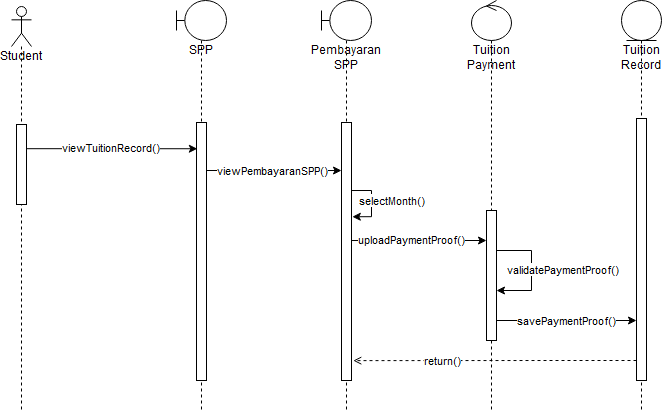 Student
SPP
Pembayaran
SPP
Tuition
Payment
Tuition
Record
viewTuitionRecord()
viewPembayaranSPP()
selectMonth()
uploadPaymentProof()
validatePaymentProof()
savePaymentProof()
return()